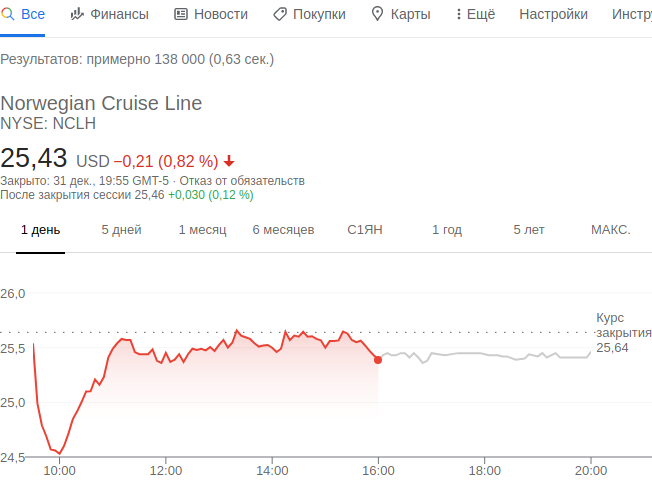 Все Финансы Новости Покупки Карты Ещё Настройки Инстру
Результатов: примерно 138 000 (0,63 сек.)
Norwegian Cruise Line
NYSE: NCLH
25,43 USD −0,21 (0,82 %)
Закрыто: 31 дек., 19:55 GMT-5 · Отказ от обязательств
После закрытия сессии 25,46 +0,030 (0,12 %)
1 день 5 дней 1 месяц 6 месяцев С1ЯН 1 год 5 лет МАКС.
26,0
Курс
закрытия
25,64
25,5
25,0
24,5
10:00 12:00 14:00 16:00 18:00 20:00